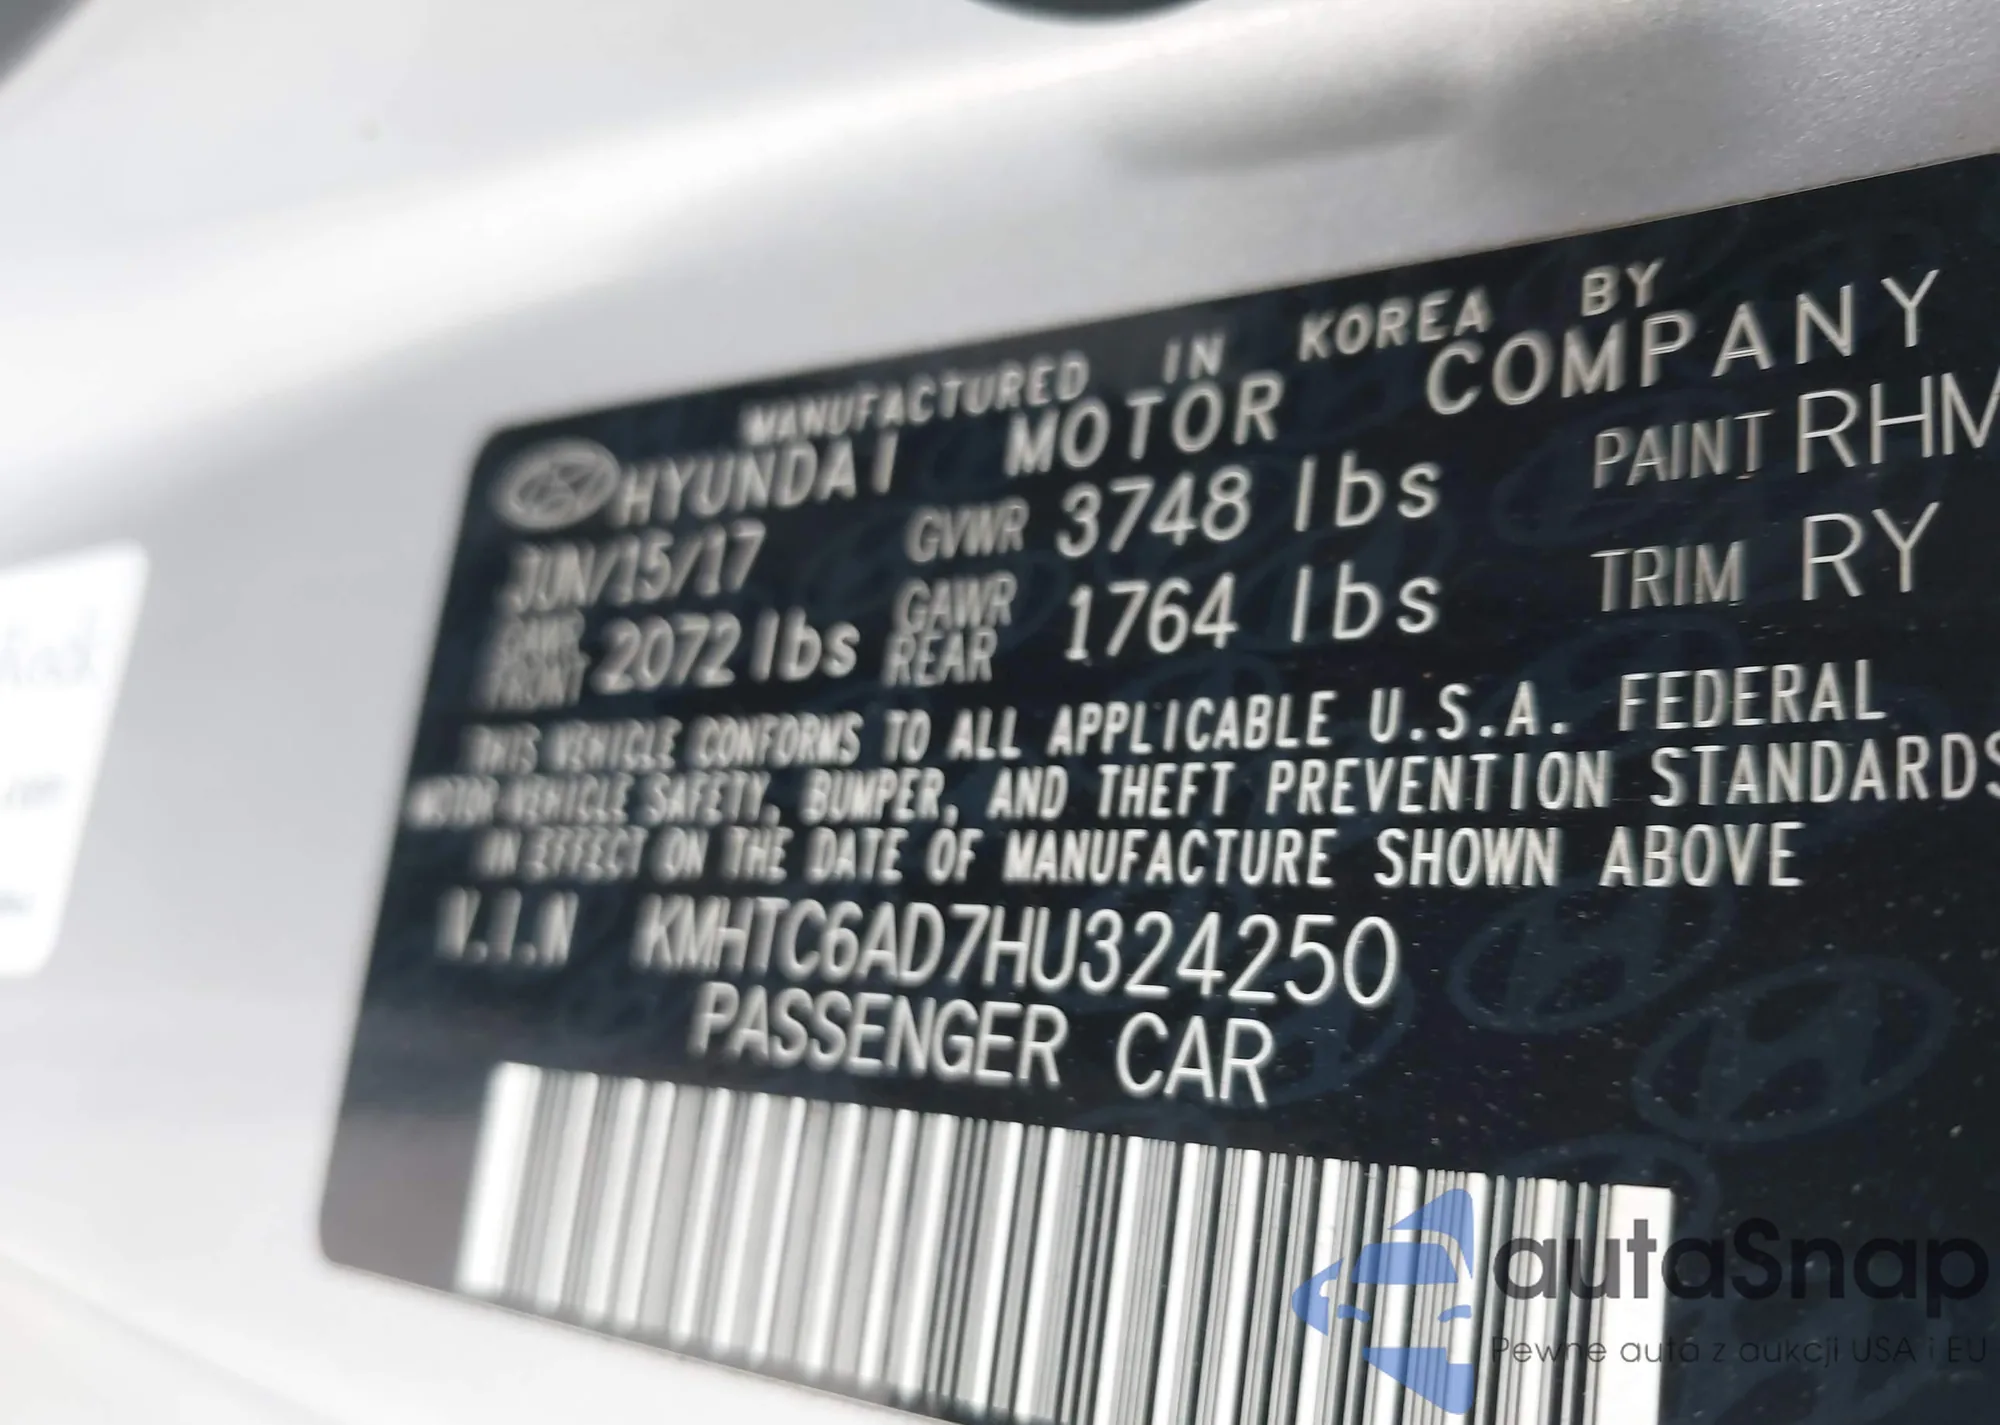 MANUFACTURED IN KOREA BY
HYUNDAI MOTOR COMPANY
JUN/15/17 GVWR 3748 lbs PAINT RHM
GAWR FRONT 2072 lbs GAWR REAR 1764 lbs TRIM RY
THIS VEHICLE CONFORMS TO ALL APPLICABLE U.S.A. FEDERAL
MOTOR VEHICLE SAFETY, BUMPER, AND THEFT PREVENTION STANDARDS
IN EFFECT ON THE DATE OF MANUFACTURE SHOWN ABOVE
V.I.N KMHTC6AD7HU324250
PASSENGER CAR
autaSnap
Pewne auta z aukcji USA i EU